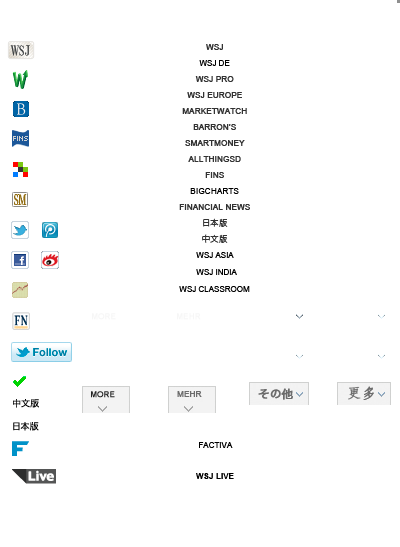 WSJ WSJ
WSJ DE
WSJ PRO
WSJ EUROPE
B MARKETWATCH
BARRON'S
FINS SMARTMONEY
ALLTHINGSD
FINS
BIGCHARTS
SM FINANCIAL NEWS
日本版
中文版
WSJ ASIA
WSJ INDIA
WSJ CLASSROOM
FN MORE MEHR
Follow
中文版 MORE MEHR その他 更多
日本版
FACTIVA
Live WSJ LIVE